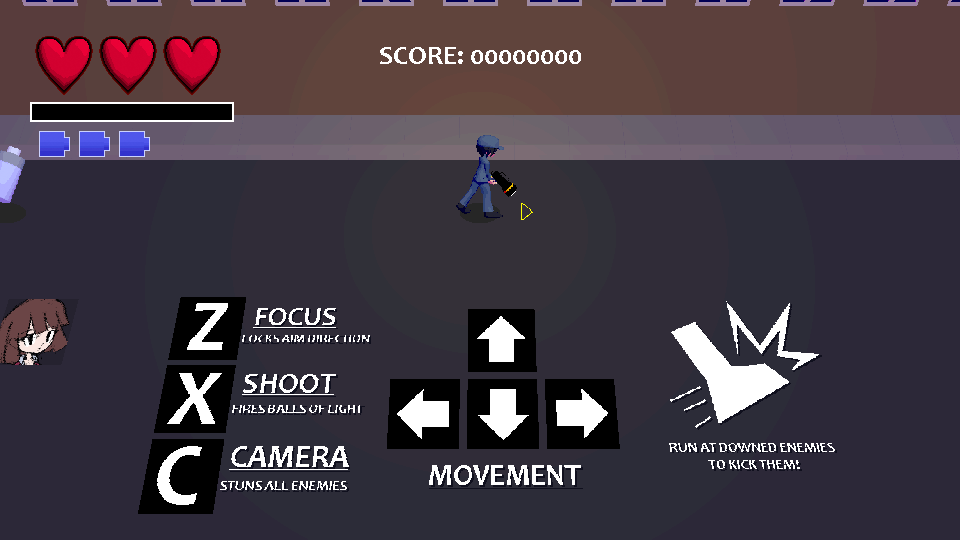 SCORE: 00000000
Z
FOCUS
LOCKS AIM DIRECTION
X
SHOOT
FIRES BALLS OF LIGHT
C
CAMERA
STUNS ALL ENEMIES
MOVEMENT
RUN AT DOWNED ENEMIES
TO KICK THEM!